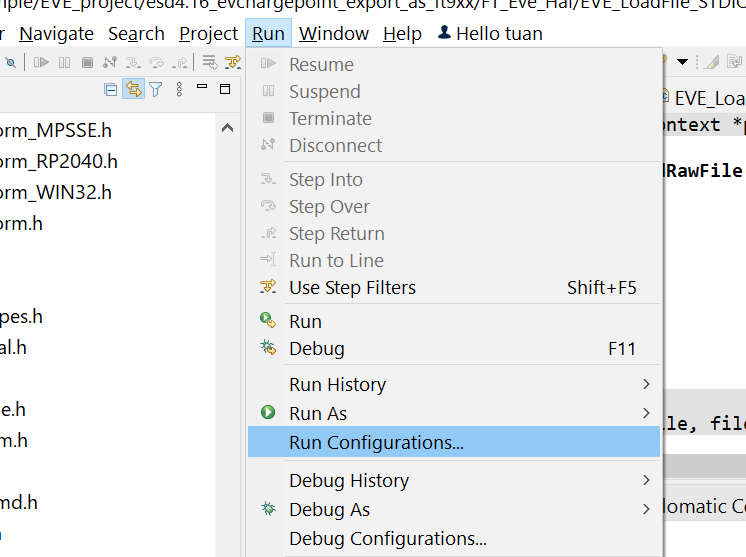 mple/EVE_project/esd4.16_evchargepoint_export_as_ft9xx/FT_Eve_Hal/EVE_LoadFile_STDIO
r Navigate Search Project Run Window Help Hello tuan
orm_MPSSE.h
orm_RP2040.h
orm_WIN32.h
orm.h
pes.h
al.h
e.h
m.h
md.h
Resume
Suspend
Terminate
Disconnect
Step Into
Step Over
Step Return
Run to Line
Use Step Filters Shift+F5
Run
Debug F11
Run History
Run As
Run Configurations...
Debug History
Debug As
Debug Configurations...
EVE_Loa
ontext *p
dRawFile
le, file
lomatic Co